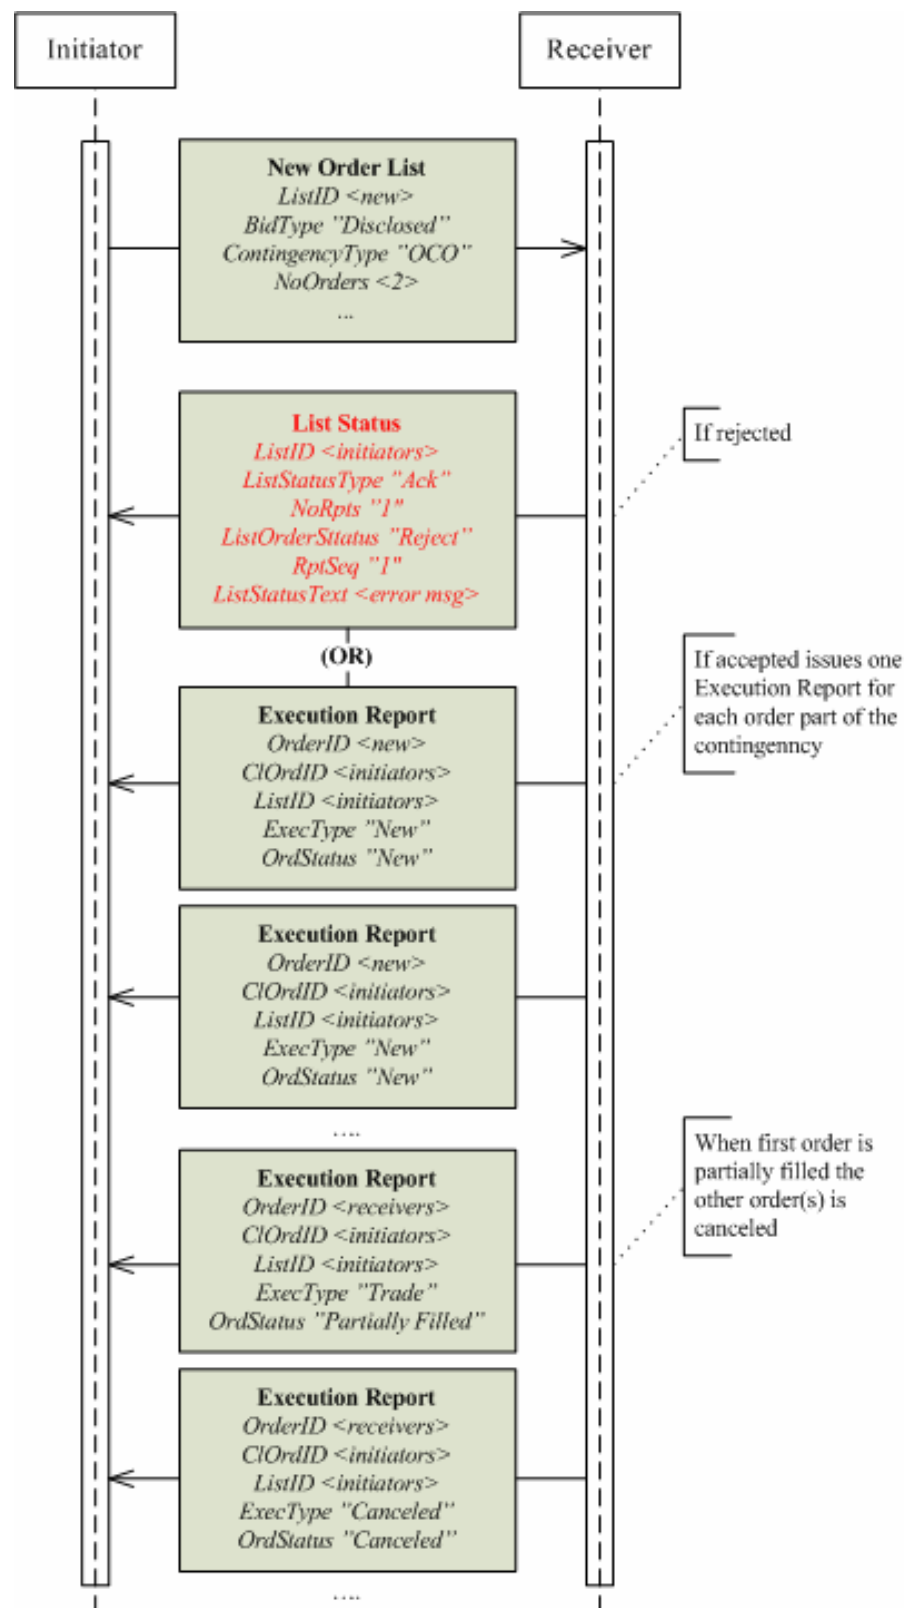 Initiator
Receiver
New Order List
ListID <new>
BidType ”Disclosed”
ContingencyType ”OCO”
NoOrders <2>
...
List Status
ListID <initiators>
ListStatusType ”Ack”
NoRpts ”1"
ListOrderSttatus ”Reject”
RptSeq ”1"
ListStatusText <error msg>
If rejected
(OR)
If accepted issues one
Execution Report for
each order part of the
contingenncy
Execution Report
OrderID <new>
ClOrdID <initiators>
ListID <initiators>
ExecType ”New”
OrdStatus ”New”
Execution Report
OrderID <new>
ClOrdID <initiators>
ListID <initiators>
ExecType ”New”
OrdStatus ”New”
....
When first order is
partially filled the
other order(s) is
canceled
Execution Report
OrderID <receivers>
ClOrdID <initiators>
ListID <initiators>
ExecType ”Trade”
OrdStatus ”Partially Filled”
Execution Report
OrderID <receivers>
ClOrdID <initiators>
ListID <initiators>
ExecType ”Canceled”
OrdStatus ”Canceled”
....